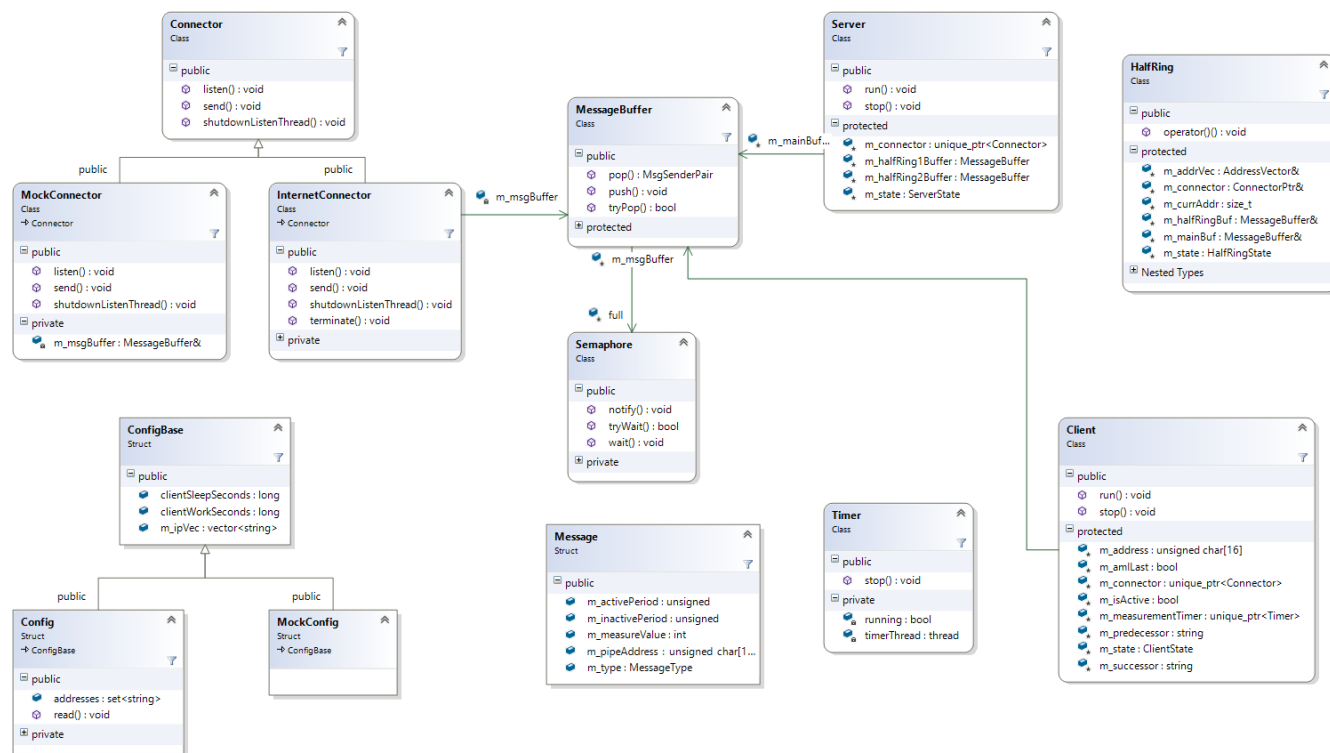 Connector
Class
public
listen() : void
send() : void
shutdownListenThread() : void
public
public
MockConnector
Class
Connector
public
listen() : void
send() : void
shutdownListenThread() : void
private
m_msgBuffer : MessageBuffer&
InternetConnector
Class
Connector
public
listen() : void
send() : void
shutdownListenThread() : void
terminate() : void
private
m_msgBuffer
MessageBuffer
Class
public
pop() : MsgSenderPair
push() : void
tryPop() : bool
protected
m_msgBuffer
full
Semaphore
Class
public
notify() : void
tryWait() : bool
wait() : void
private
Server
Class
public
run() : void
stop() : void
protected
m_connector : unique_ptr<Connector>
m_halfRing1Buffer : MessageBuffer
m_halfRing2Buffer : MessageBuffer
m_state : ServerState
m_mainBuf...
HalfRing
Class
public
operator()() : void
protected
m_addrVec : AddressVector&
m_connector : ConnectorPtr&
m_currAddr : size_t
m_halfRingBuf : MessageBuffer&
m_mainBuf : MessageBuffer&
m_state : HalfRingState
Nested Types
ConfigBase
Struct
public
clientSleepSeconds : long
clientWorkSeconds : long
m_ipVec : vector<string>
public
public
Config
Struct
ConfigBase
public
addresses : set<string>
read() : void
private
MockConfig
Struct
ConfigBase
Message
Struct
public
m_activePeriod : unsigned
m_inactivePeriod : unsigned
m_measureValue : int
m_pipeAddress : unsigned char[1...
m_type : MessageType
Timer
Class
public
stop() : void
private
running : bool
timerThread : thread
Client
Class
public
run() : void
stop() : void
protected
m_address : unsigned char[16]
m_amILast : bool
m_connector : unique_ptr<Connector>
m_isActive : bool
m_measurementTimer : unique_ptr<Timer>
m_predecessor : string
m_state : ClientState
m_successor : string